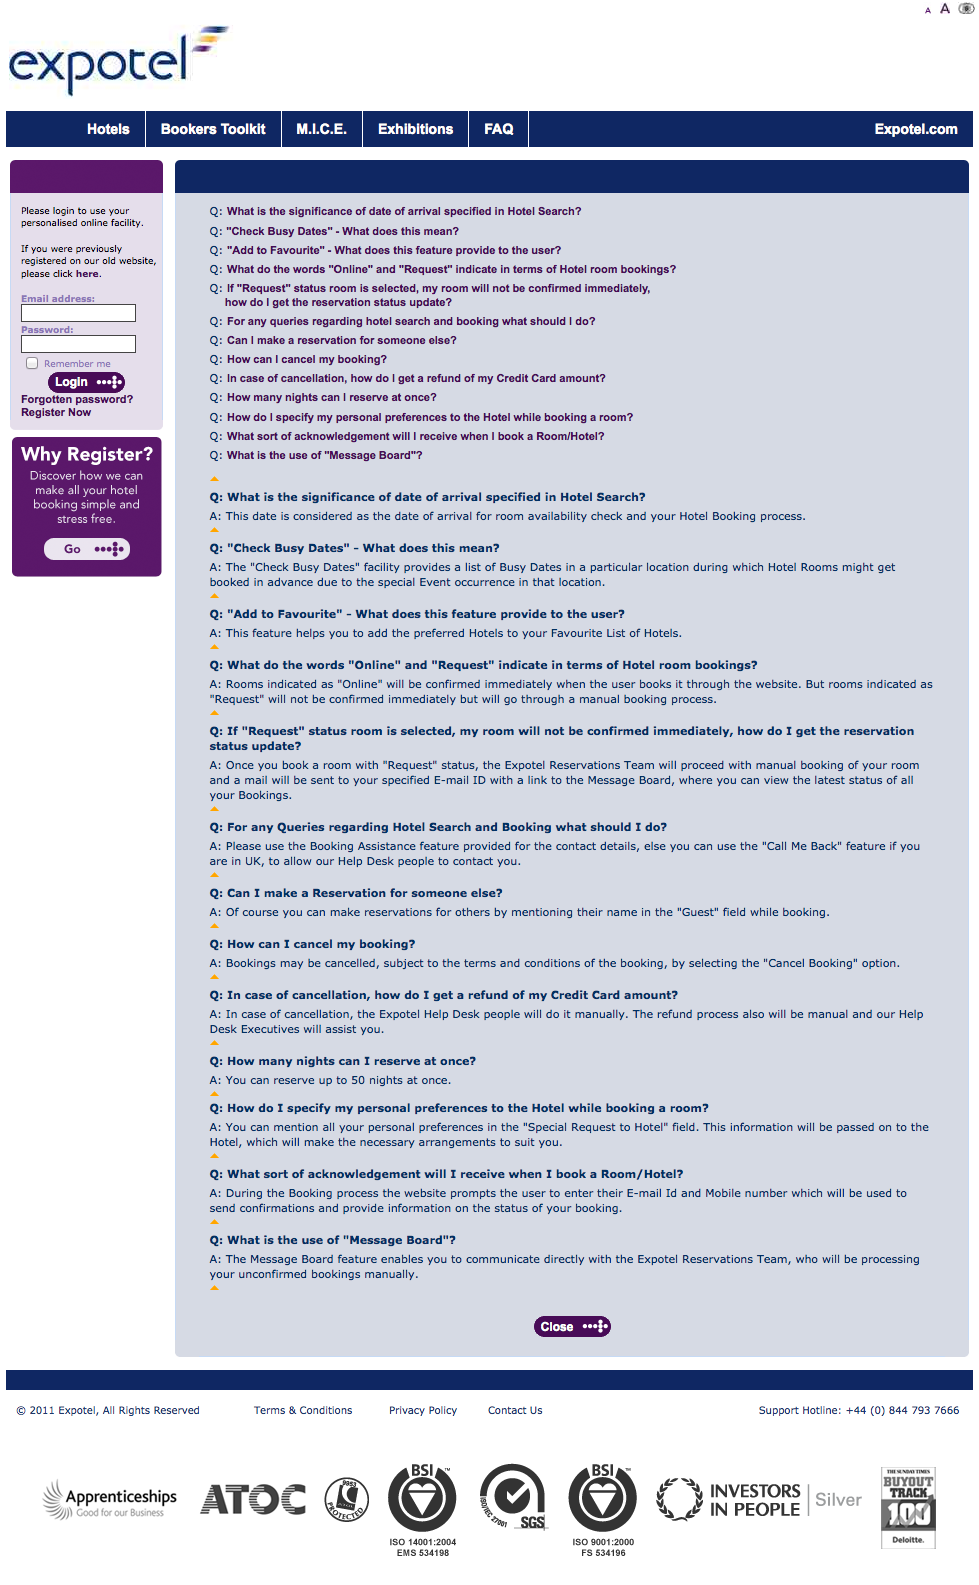 A A
expotel
Hotels Bookers Toolkit M.I.C.E. Exhibitions FAQ Expotel.com
Please login to use your
personalised online facility.
If you were previously
registered on our old website,
please click here.
Email address:
Password:
Remember me
Login
Forgotten password?
Register Now
Why Register?
Discover how we can
make all your hotel
booking simple and
stress free.
Go
Q: What is the significance of date of arrival specified in Hotel Search?
Q: "Check Busy Dates" - What does this mean?
Q: "Add to Favourite" - What does this feature provide to the user?
Q: What do the words "Online" and "Request" indicate in terms of Hotel room bookings?
Q: If "Request" status room is selected, my room will not be confirmed immediately,
how do I get the reservation status update?
Q: For any queries regarding hotel search and booking what should I do?
Q: Can I make a reservation for someone else?
Q: How can I cancel my booking?
Q: In case of cancellation, how do I get a refund of my Credit Card amount?
Q: How many nights can I reserve at once?
Q: How do I specify my personal preferences to the Hotel while booking a room?
Q: What sort of acknowledgement will I receive when I book a Room/Hotel?
Q: What is the use of "Message Board"?
Q: What is the significance of date of arrival specified in Hotel Search?
A: This date is considered as the date of arrival for room availability check and your Hotel Booking process.
Q: "Check Busy Dates" - What does this mean?
A: The "Check Busy Dates" facility provides a list of Busy Dates in a particular location during which Hotel Rooms might get
booked in advance due to the special Event occurrence in that location.
Q: "Add to Favourite" - What does this feature provide to the user?
A: This feature helps you to add the preferred Hotels to your Favourite List of Hotels.
Q: What do the words "Online" and "Request" indicate in terms of Hotel room bookings?
A: Rooms indicated as "Online" will be confirmed immediately when the user books it through the website. But rooms indicated as
"Request" will not be confirmed immediately but will go through a manual booking process.
Q: If "Request" status room is selected, my room will not be confirmed immediately, how do I get the reservation
status update?
A: Once you book a room with "Request" status, the Expotel Reservations Team will proceed with manual booking of your room
and a mail will be sent to your specified E-mail ID with a link to the Message Board, where you can view the latest status of all
your Bookings.
Q: For any Queries regarding Hotel Search and Booking what should I do?
A: Please use the Booking Assistance feature provided for the contact details, else you can use the "Call Me Back" feature if you
are in UK, to allow our Help Desk people to contact you.
Q: Can I make a Reservation for someone else?
A: Of course you can make reservations for others by mentioning their name in the "Guest" field while booking.
Q: How can I cancel my booking?
A: Bookings may be cancelled, subject to the terms and conditions of the booking, by selecting the "Cancel Booking" option.
Q: In case of cancellation, how do I get a refund of my Credit Card amount?
A: In case of cancellation, the Expotel Help Desk people will do it manually. The refund process also will be manual and our Help
Desk Executives will assist you.
Q: How many nights can I reserve at once?
A: You can reserve up to 50 nights at once.
Q: How do I specify my personal preferences to the Hotel while booking a room?
A: You can mention all your personal preferences in the "Special Request to Hotel" field. This information will be passed on to the
Hotel, which will make the necessary arrangements to suit you.
Q: What sort of acknowledgement will I receive when I book a Room/Hotel?
A: During the Booking process the website prompts the user to enter their E-mail Id and Mobile number which will be used to
send confirmations and provide information on the status of your booking.
Q: What is the use of "Message Board"?
A: The Message Board feature enables you to communicate directly with the Expotel Reservations Team, who will be processing
your unconfirmed bookings manually.
Close
© 2011 Expotel, All Rights Reserved Terms & Conditions Privacy Policy Contact Us Support Hotline: +44 (0) 844 793 7666
Apprenticeships
Good for our Business
ATOC
9953
ATOL
PROTECTED
BSI
TM
ISO 14001:2004
EMS 534198
ISO/IEC 27001
SGS
BSI
TM
ISO 9001:2000
FS 534196
INVESTORS
IN PEOPLE
Silver
THE SUNDAY TIMES
BUYOUT
TRACK
100
Deloitte.